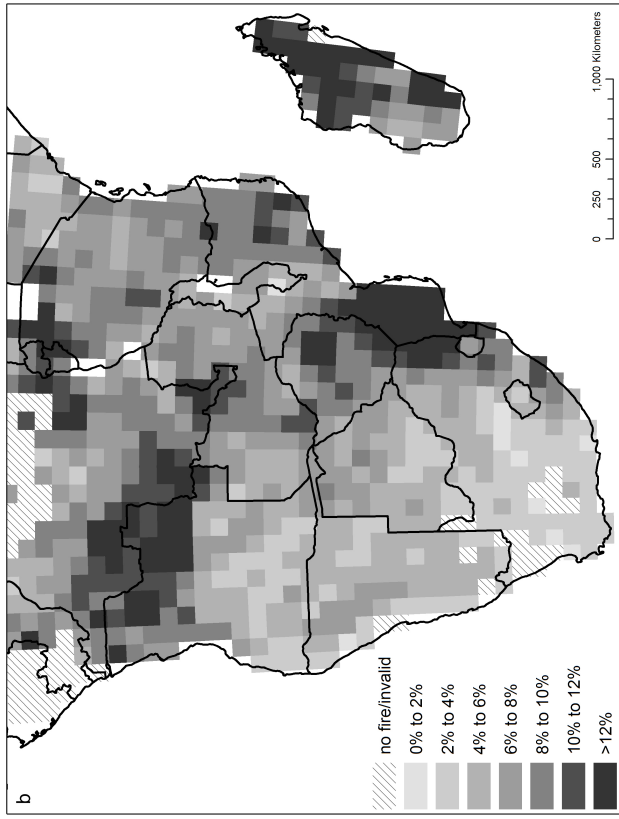 b
no fire/invalid
0% to 2%
2% to 4%
4% to 6%
6% to 8%
8% to 10%
10% to 12%
>12%
0 250 500 1,000 Kilometers